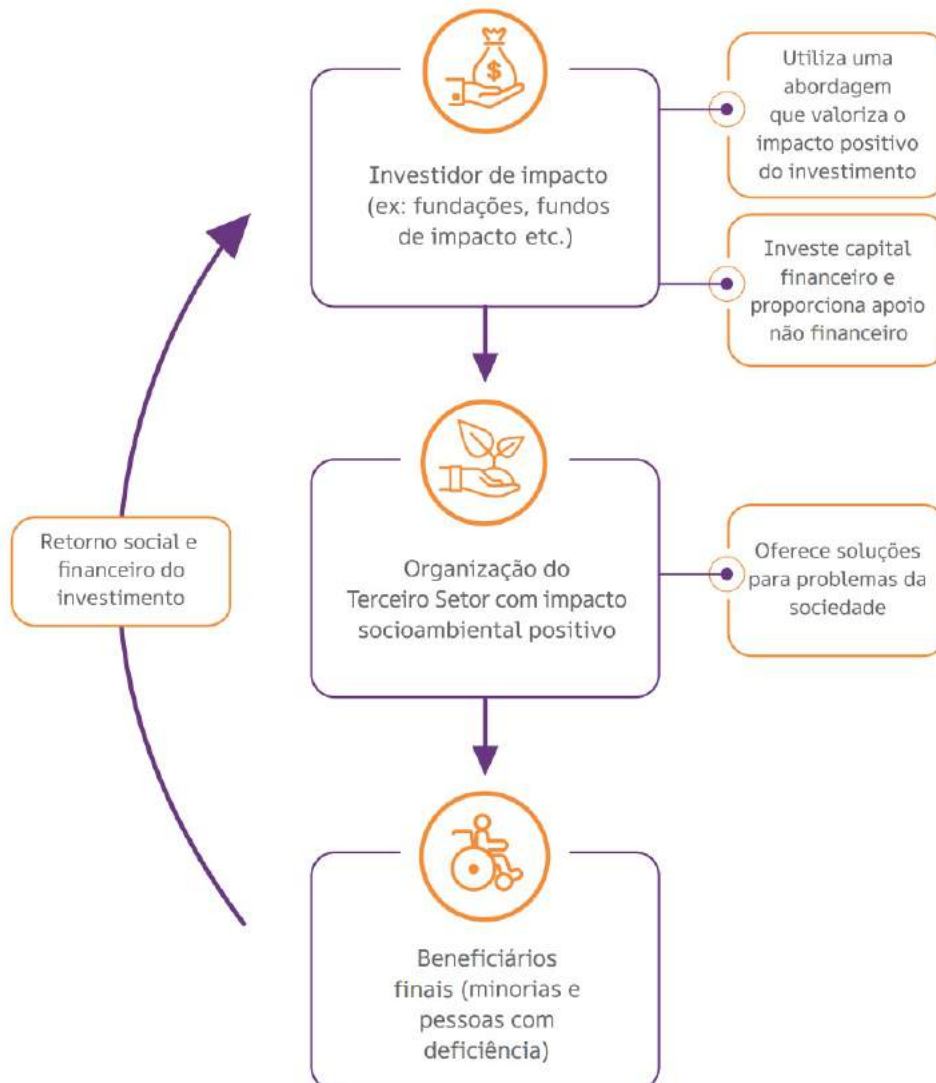 $
Investidor de impacto
(ex: fundações, fundos
de impacto etc.)
Utiliza uma
abordagem
que valoriza o
impacto positivo
do investimento
Investe capital
financeiro e
proporciona apoio
não financeiro
Retorno social e
financeiro do
investimento
Organização do
Terceiro Setor com impacto
socioambiental positivo
Oferece soluções
para problemas da
sociedade
Beneficiários
finais (minorias e
pessoas com
deficiência)